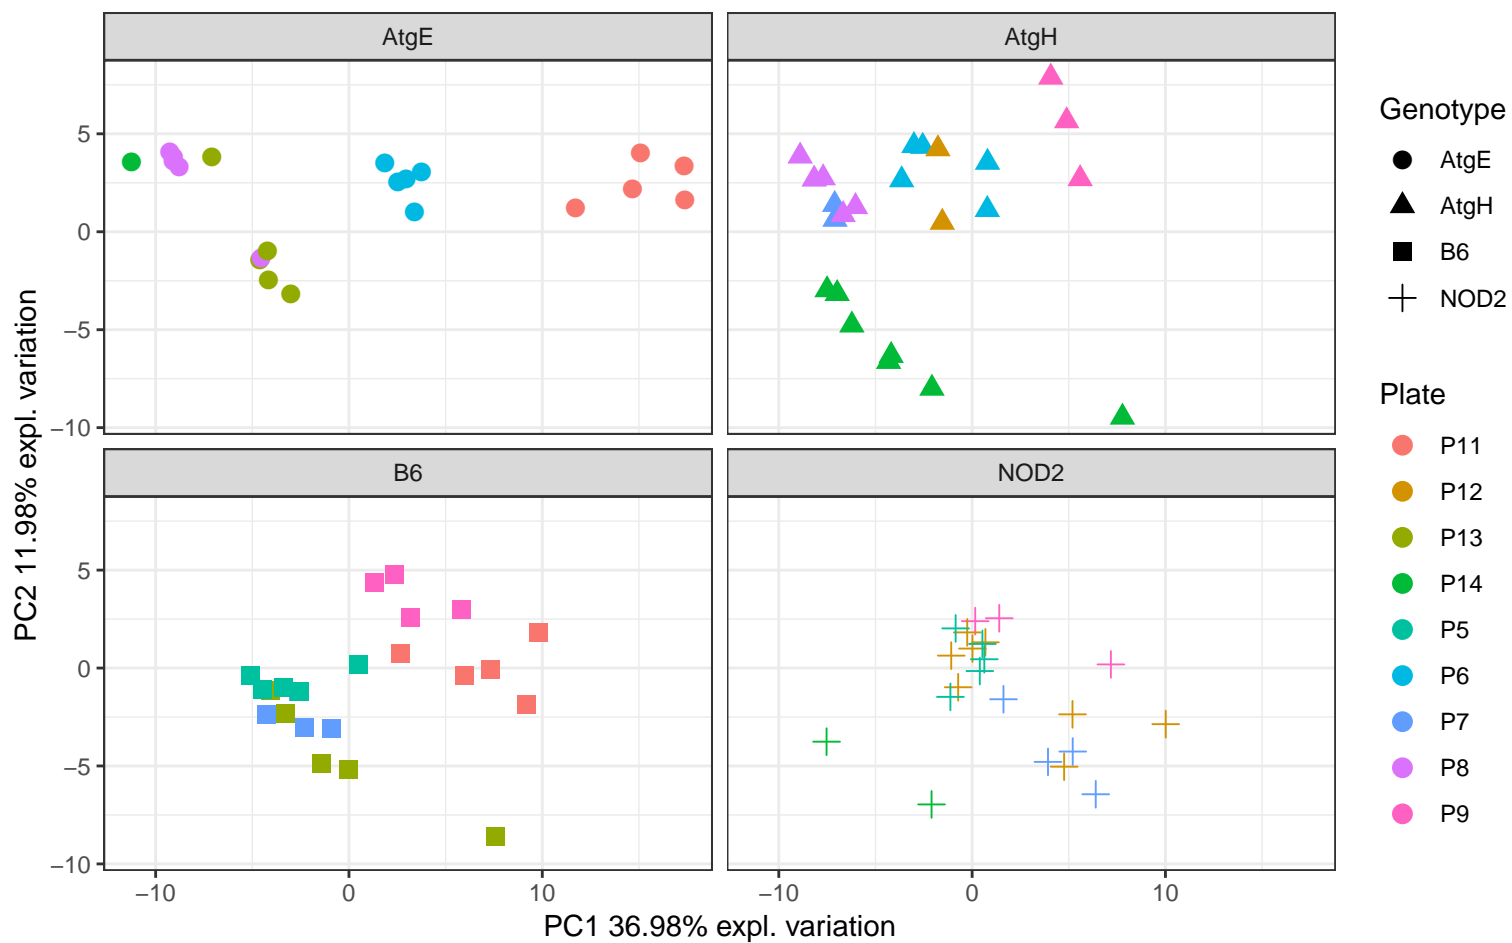 AtgE
AtgH
5
0
−5
−10
B6
NOD2
5
0
−5
−10
−10
0
10
−10
0
10
PC1 36.98% expl. variation
PC2 11.98% expl. variation
Genotype
AtgE
AtgH
B6
NOD2
Plate
P11
P12
P13
P14
P5
P6
P7
P8
P9